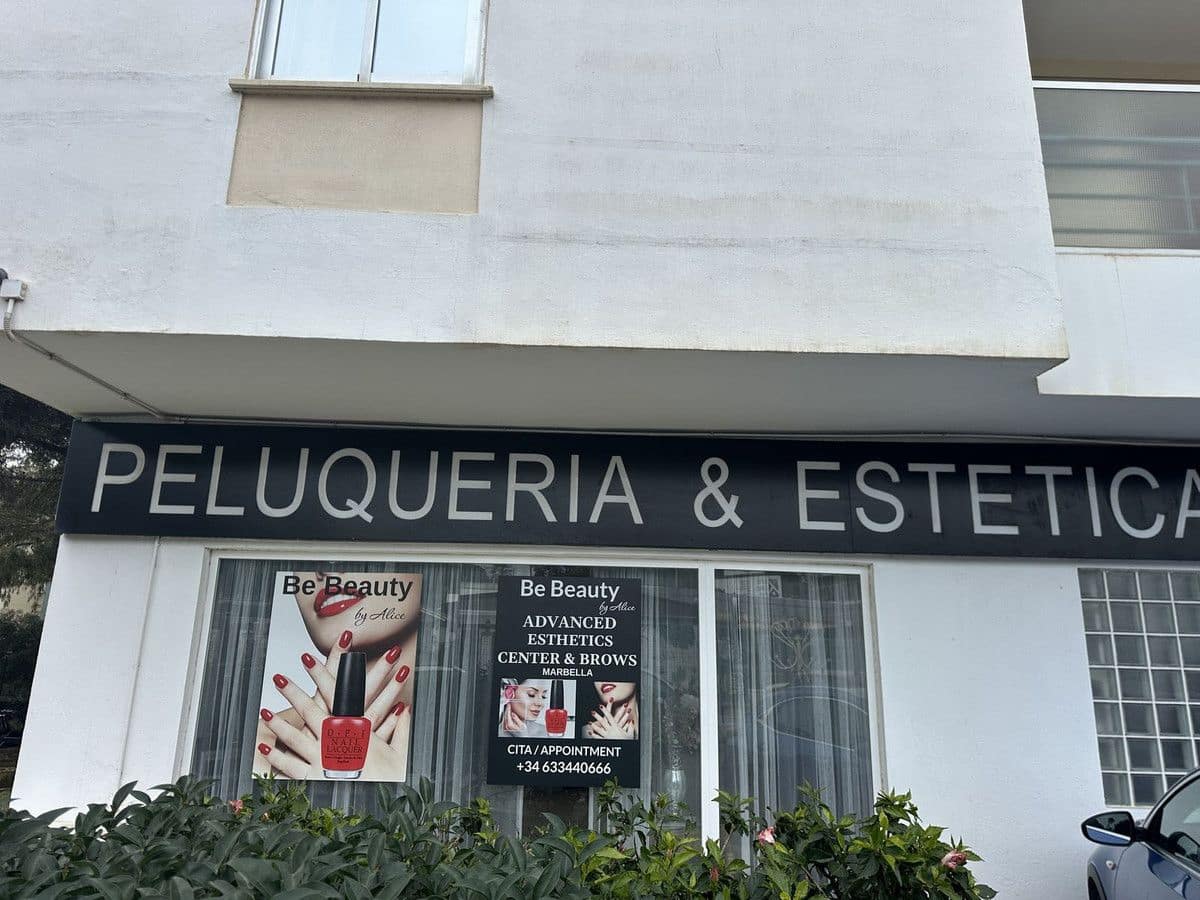 PELUQUERIA & ESTETICA
Be Beauty
by Alice
O·P·I
NAIL
LACQUER
Be Beauty
by Alice
ADVANCED
ESTHETICS
CENTER & BROWS
MARBELLA
CITA / APPOINTMENT
+34 633440666